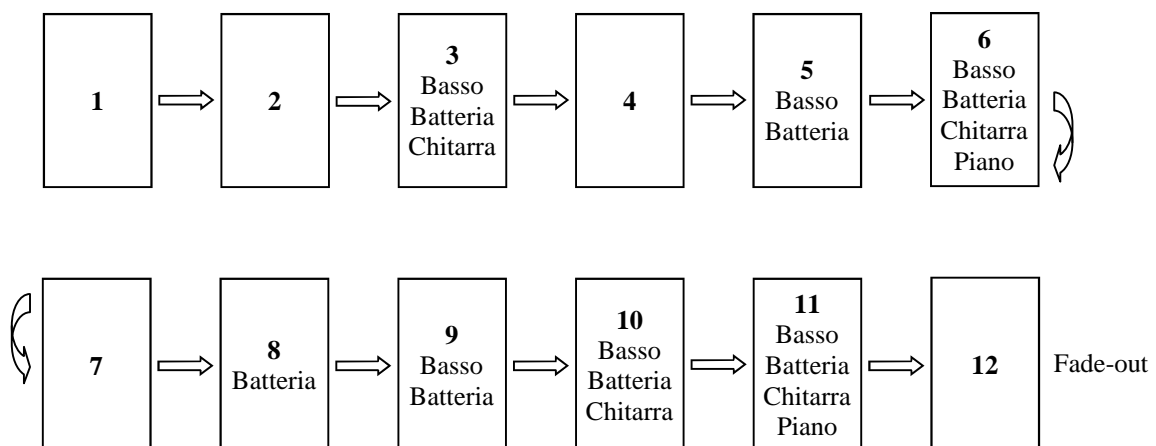 1
2
3
Basso
Batteria
Chitarra
4
5
Basso
Batteria
6
Basso
Batteria
Chitarra
Piano
7
8
Batteria
9
Basso
Batteria
10
Basso
Batteria
Chitarra
11
Basso
Batteria
Chitarra
Piano
12
Fade-out